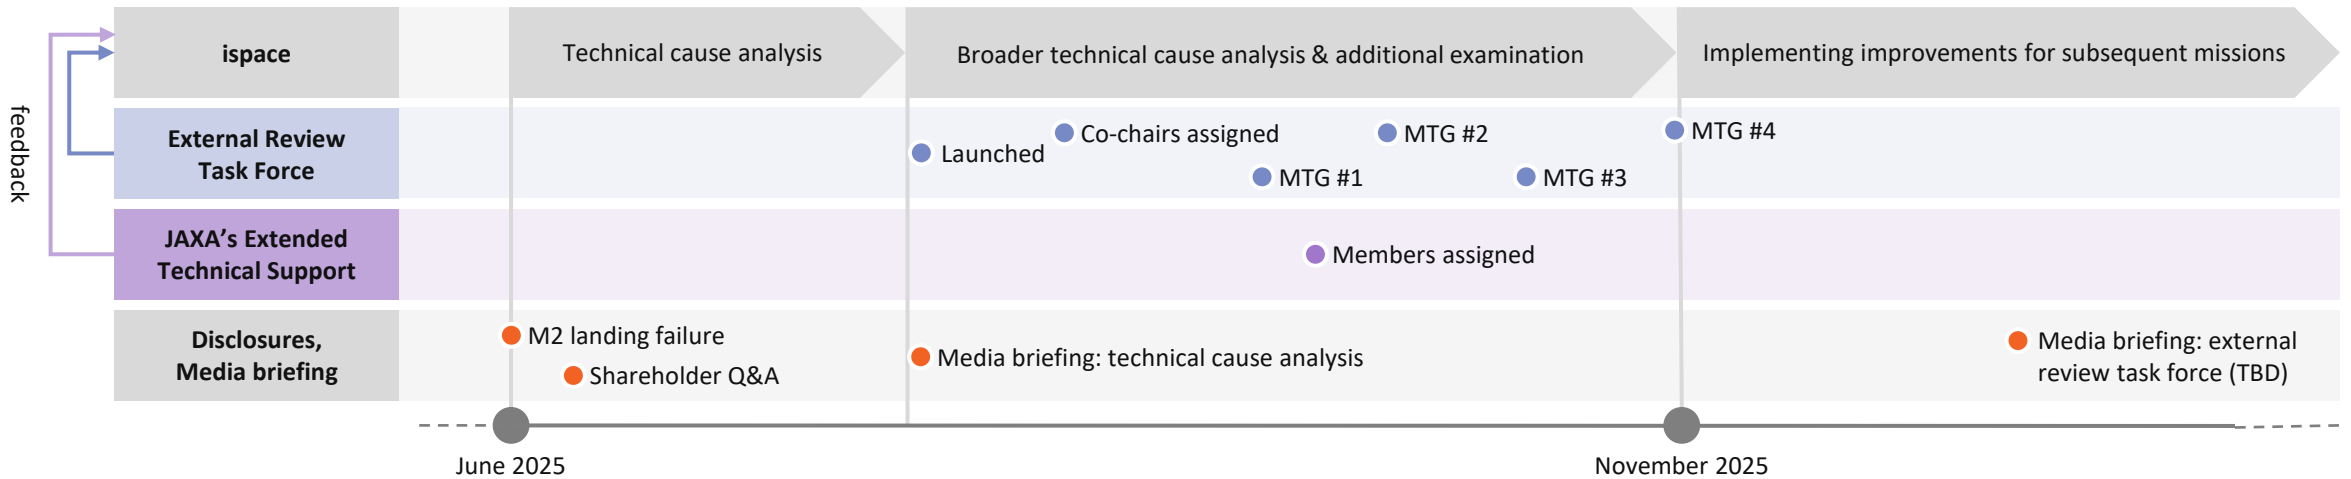 feedback
ispace
Technical cause analysis
Broader technical cause analysis & additional examination
Implementing improvements for subsequent missions
External Review
Task Force
Launched
Co-chairs assigned
MTG #1
MTG #2
MTG #3
MTG #4
JAXA’s Extended
Technical Support
Members assigned
Disclosures,
Media briefing
M2 landing failure
Shareholder Q&A
Media briefing: technical cause analysis
Media briefing: external
review task force (TBD)
June 2025
November 2025